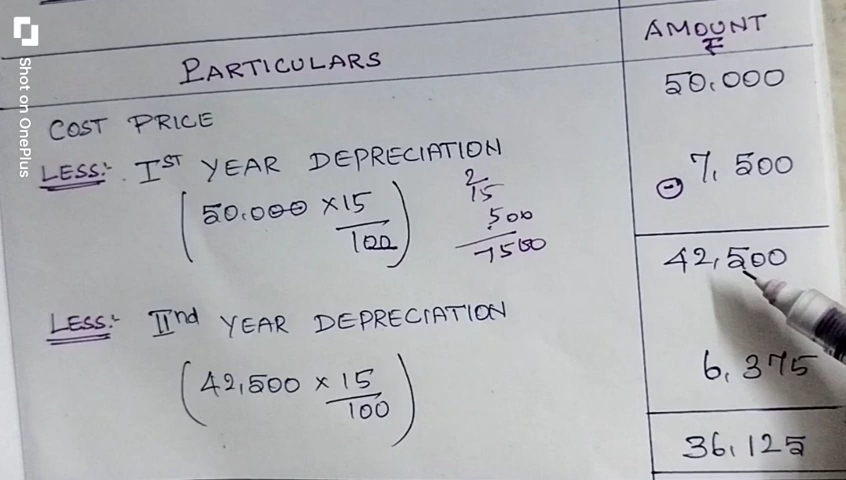 AMOUNT
₹
PARTICULARS
COST PRICE 50,000
LESS:- Iˢᵀ YEAR DEPRECIATION ⊖ 7,500
(50,000 × 15
100)
2
15
500
7500
42,500
LESS:- IIⁿᵈ YEAR DEPRECIATION
(42,500 × 15
100)
6,375
36,125
Shot on OnePlus